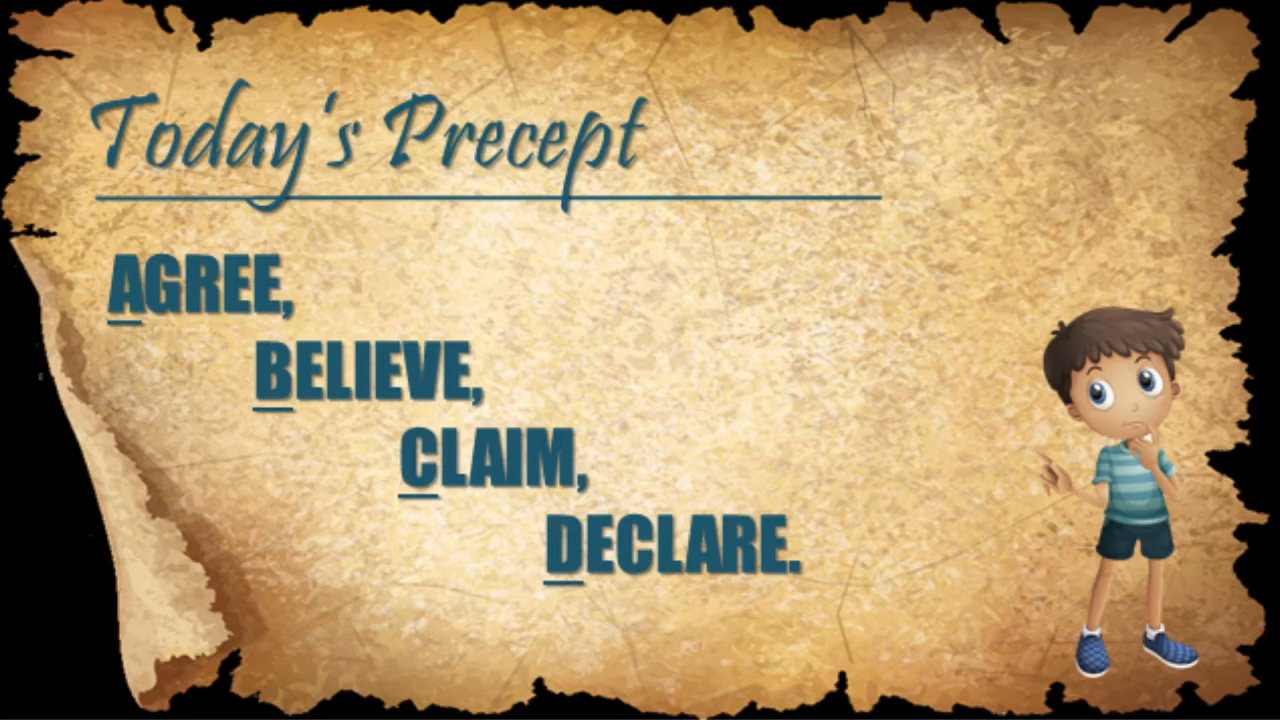 Today's Precept
AGREE,
BELIEVE,
CLAIM,
DECLARE.